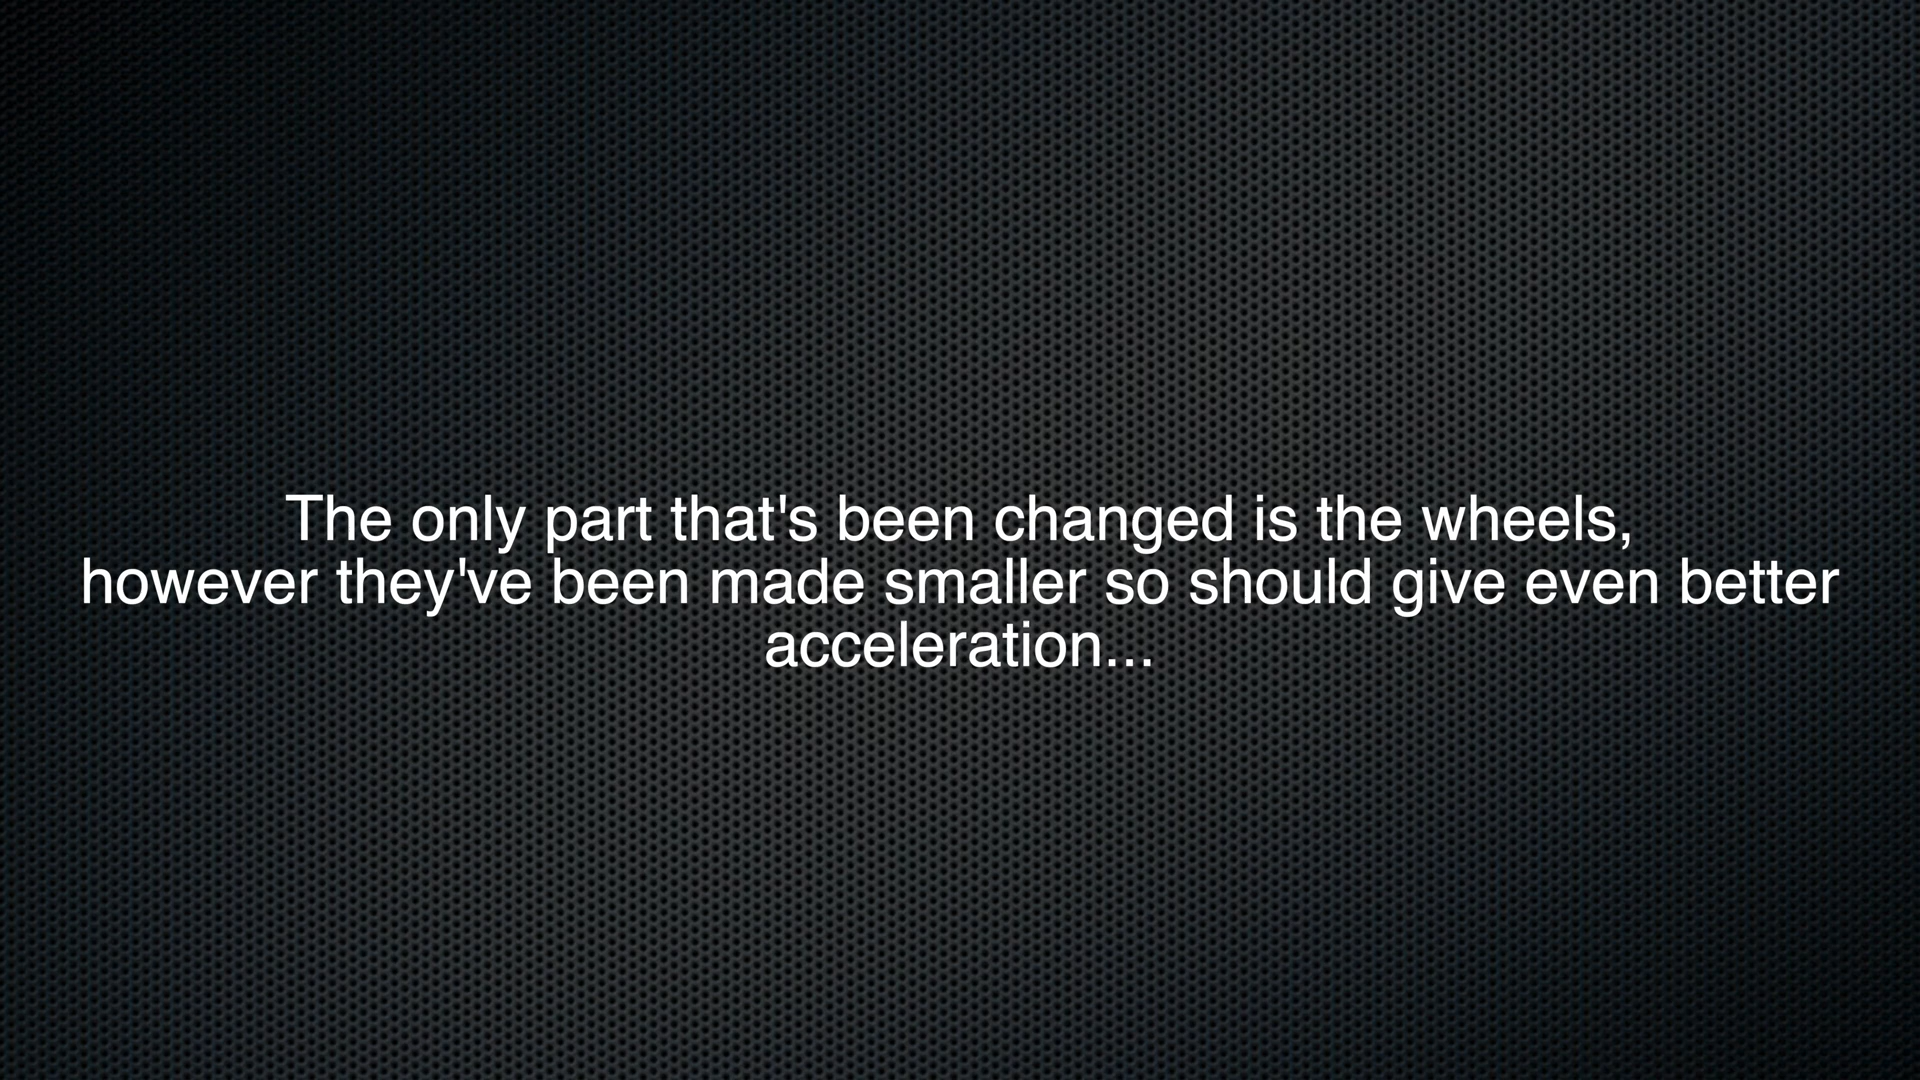 The only part that's been changed is the wheels,
however they've been made smaller so should give even better
acceleration...